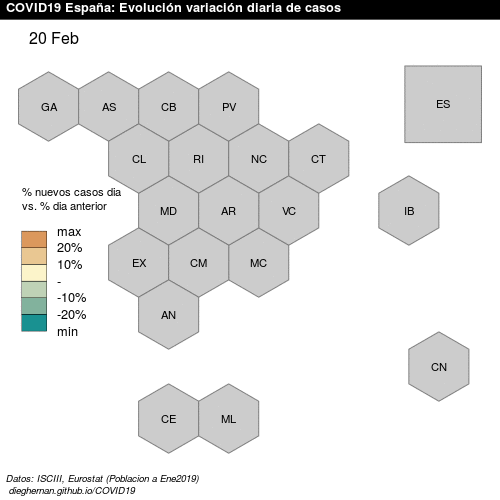 COVID19 España: Evolución variación diaria de casos
20 Feb
GA AS CB PV ES
CL RI NC CT
% nuevos casos dia
vs. % dia anterior
MD AR VC IB
max
20%
10%
-
-10%
-20%
min
EX CM MC
AN
CN
CE ML
Datos: ISCIII, Eurostat (Poblacion a Ene2019)
dieghernan.github.io/COVID19